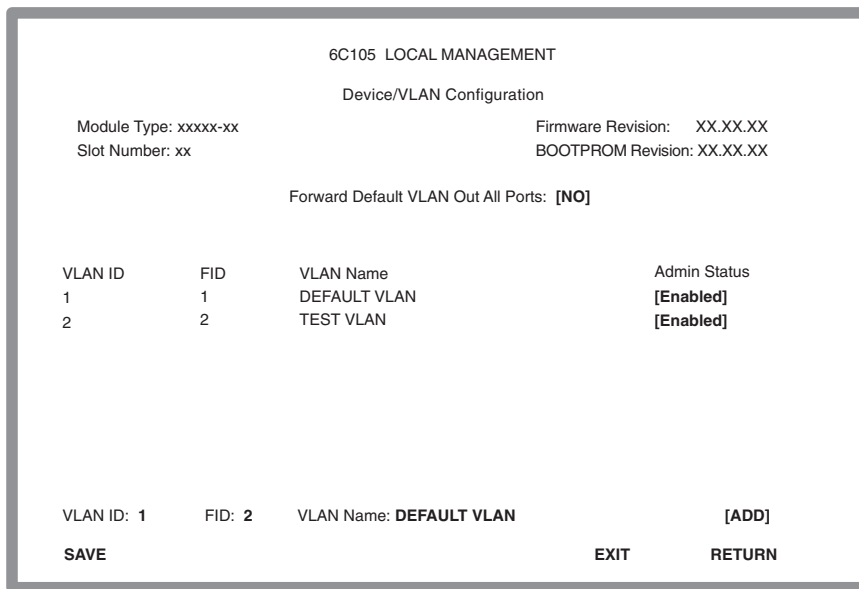 6C105 LOCAL MANAGEMENT
Device/VLAN Configuration
Module Type: xxxxx-xx Firmware Revision: XX.XX.XX
Slot Number: xx BOOTPROM Revision: XX.XX.XX
Forward Default VLAN Out All Ports: [NO]
VLAN ID FID VLAN Name Admin Status
1 1 DEFAULT VLAN [Enabled]
2 2 TEST VLAN [Enabled]
VLAN ID: 1 FID: 2 VLAN Name: DEFAULT VLAN [ADD]
SAVE EXIT RETURN